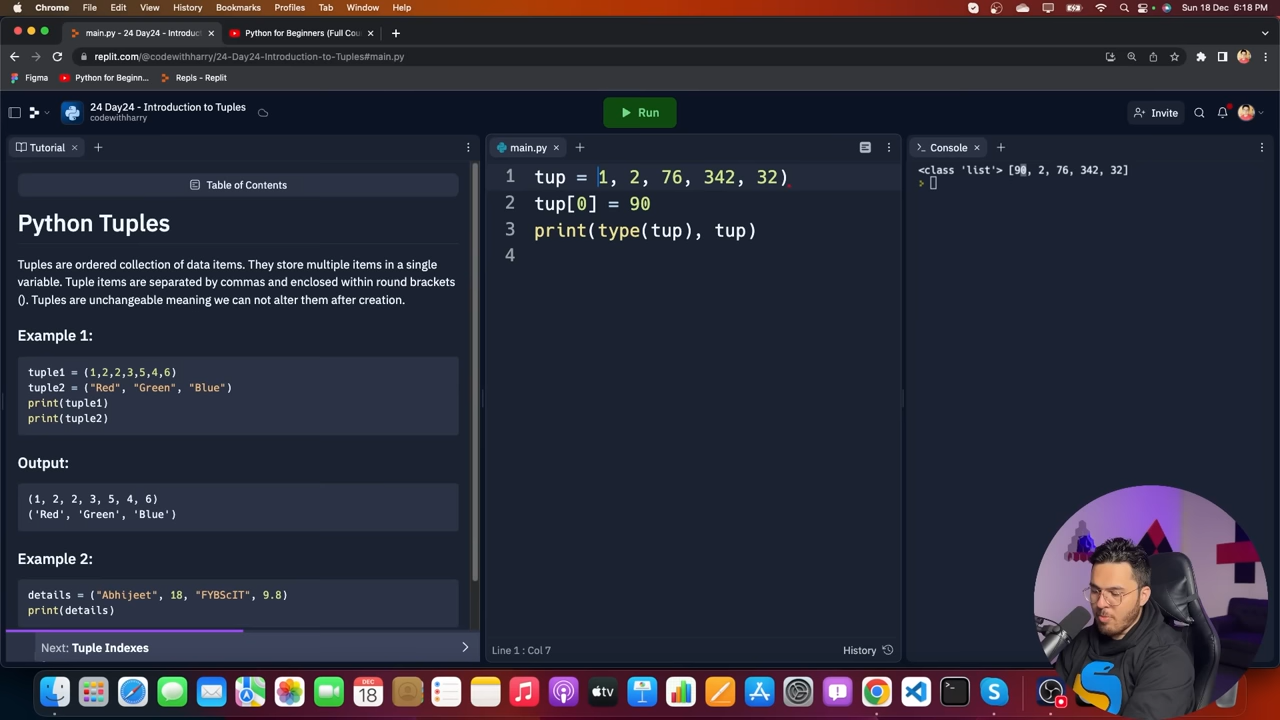 Chrome File Edit View History Bookmarks Profiles Tab Window Help Sun 18 Dec 6:18 PM
main.py - 24 Day24 - Introduct
Python for Beginners (Full Cou
replit.com/@codewithharry/24-Day24-Introduction-to-Tuples#main.py
Figma Python for Beginn... Repls - Replit
24 Day24 - Introduction to Tuples
codewithharry
Run
Invite
Tutorial
Table of Contents
Python Tuples
Tuples are ordered collection of data items. They store multiple items in a single
variable. Tuple items are separated by commas and enclosed within round brackets
(). Tuples are unchangeable meaning we can not alter them after creation.
Example 1:
tuple1 = (1,2,2,3,5,4,6)
tuple2 = ("Red", "Green", "Blue")
print(tuple1)
print(tuple2)
Output:
(1, 2, 2, 3, 5, 4, 6)
('Red', 'Green', 'Blue')
Example 2:
details = ("Abhijeet", 18, "FYBScIT", 9.8)
print(details)
Next: Tuple Indexes
main.py
1 tup = 1, 2, 76, 342, 32)
2 tup[0] = 90
3 print(type(tup), tup)
4
Line 1 : Col 7
History
Console
<class 'list'> [90, 2, 76, 342, 32]
DEC
18
tv